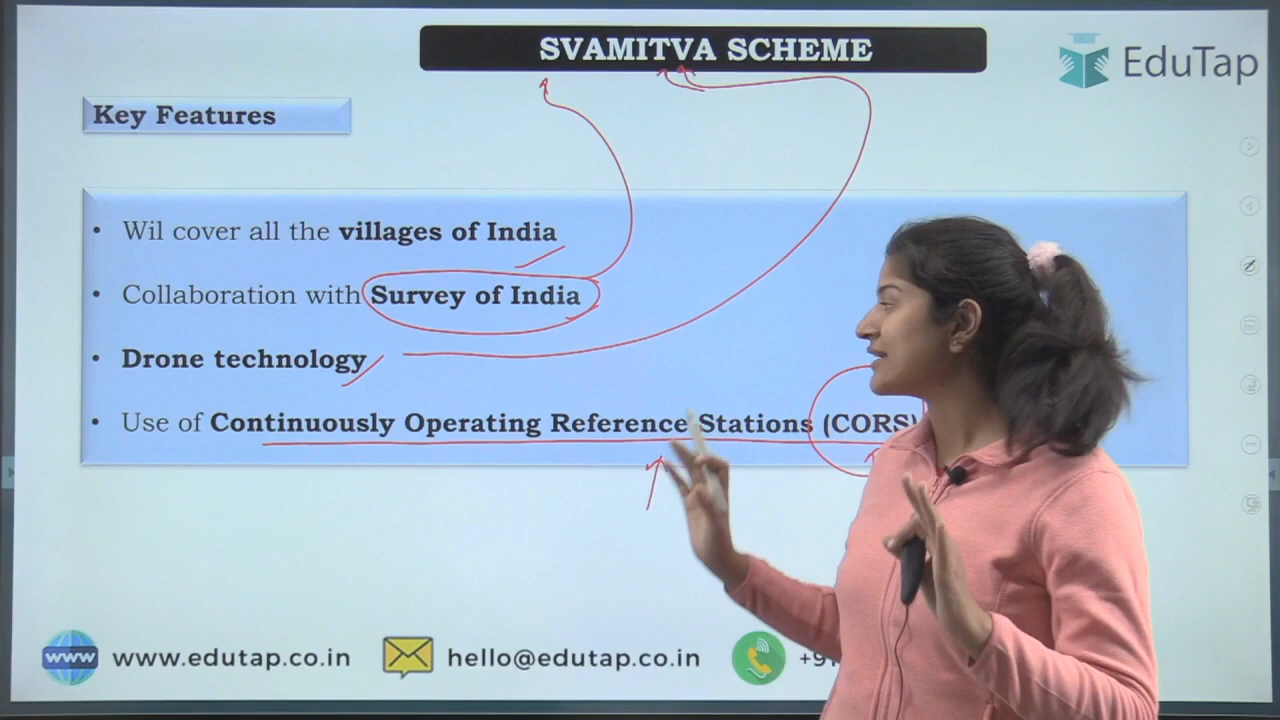 SVAMITVA SCHEME
EduTap
Key Features
• Wil cover all the villages of India
• Collaboration with Survey of India
• Drone technology
• Use of Continuously Operating Reference Stations (CORS)
www www.edutap.co.in
hello@edutap.co.in
+91